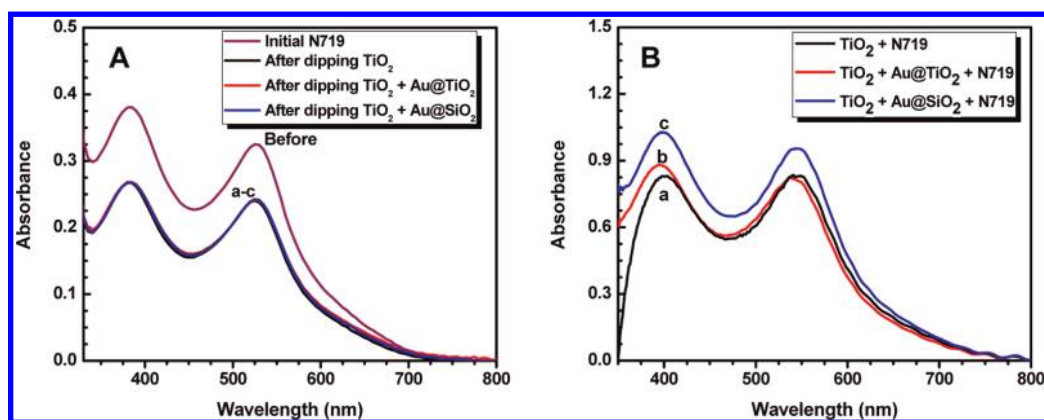 A
Initial N719
After dipping TiO2
After dipping TiO2 + Au@TiO2
After dipping TiO2 + Au@SiO2
Before
a-c
Absorbance
0.5
0.4
0.3
0.2
0.1
0.0
400 500 600 700 800
Wavelength (nm)
B
TiO2 + N719
TiO2 + Au@TiO2 + N719
TiO2 + Au@SiO2 + N719
c
b
a
Absorbance
1.5
1.2
0.9
0.6
0.3
0.0
400 500 600 700 800
Wavelength (nm)